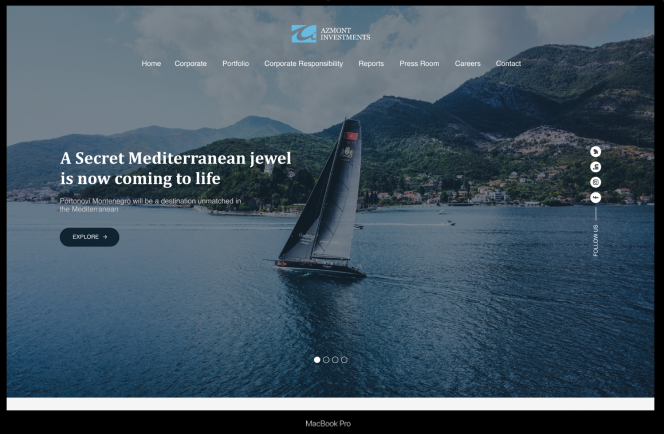 AZMONT
INVESTMENTS
Home Corporate Portfolio Corporate Responsibility Reports Press Room Careers Contact
A Secret Mediterranean jewel
is now coming to life
Portonovi Montenegro will be a destination unmatched in
the Mediterranean
EXPLORE →
FOLLOW US
MacBook Pro